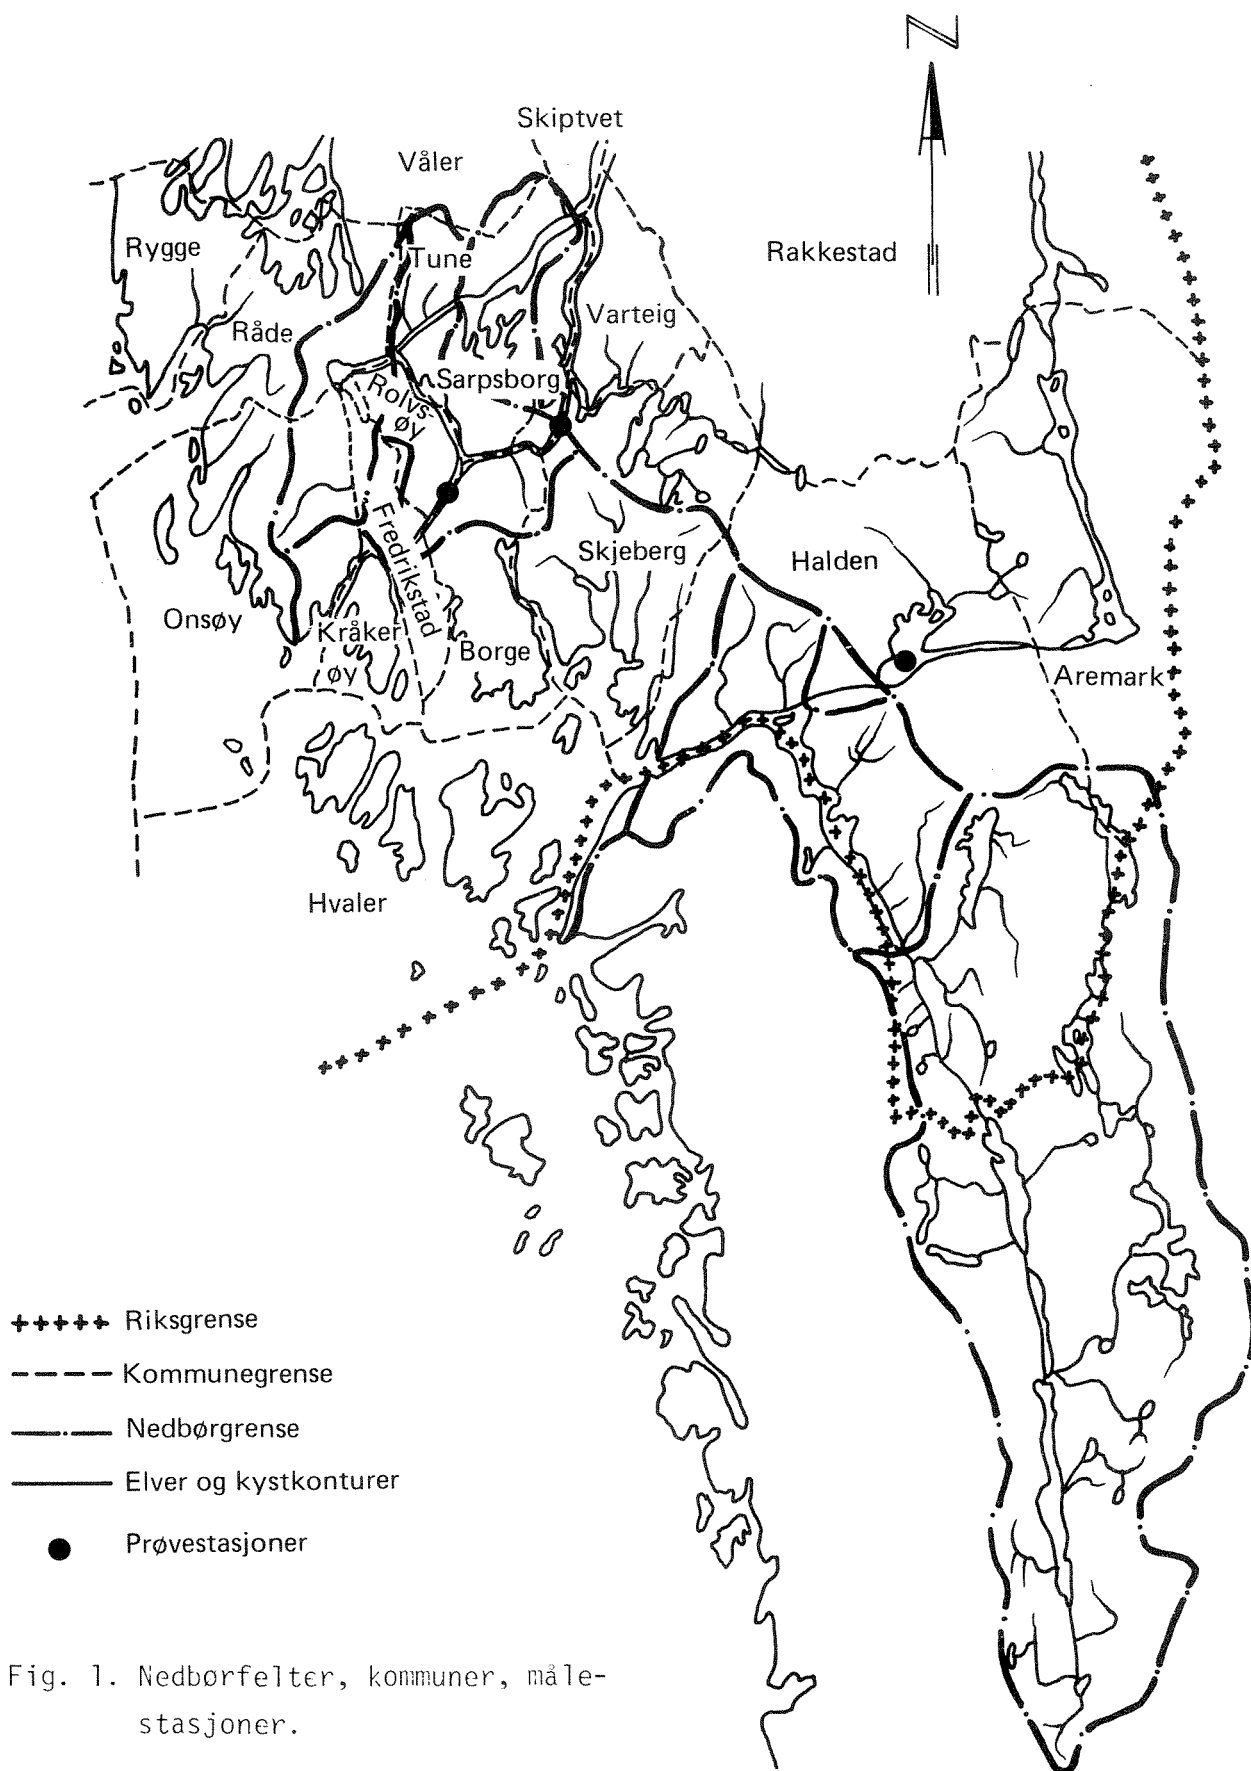 N
Skiptvet
Våler
Rygge
Tune
Rakkestad
Råde
Varteig
Sarpsborg
Rolvs-
øy
Fredrikstad
Skjeberg
Halden
Onsøy
Kråker
øy
Borge
Aremark
Hvaler
Riksgrense
Kommunegrense
Nedbørgrense
Elver og kystkonturer
Prøvestasjoner
Fig. 1. Nedbørfelter, kommuner, måle-
stasjoner.